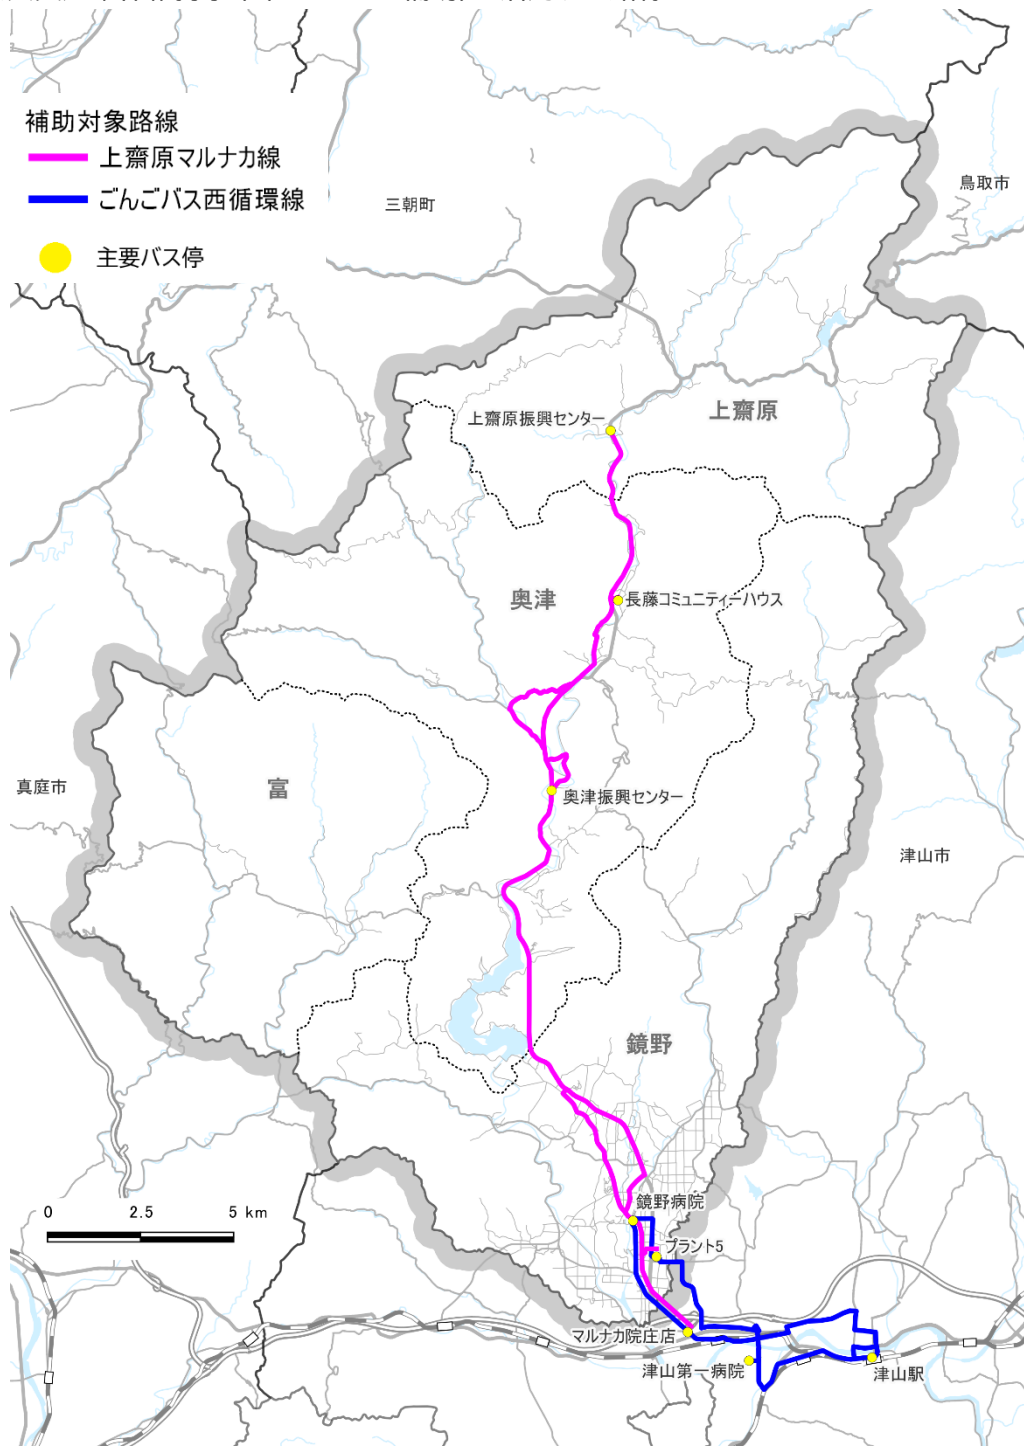 補助対象路線
上齋原マルナカ線
ごんごバス西循環線
主要バス停
三朝町
鳥取市
上齋原振興センター
上齋原
奥津
長藤コミュニティーハウス
真庭市
富
奥津振興センター
津山市
鏡野
0 2.5 5 km
鏡野病院
プラント5
マルナカ院庄店
津山第一病院
津山駅